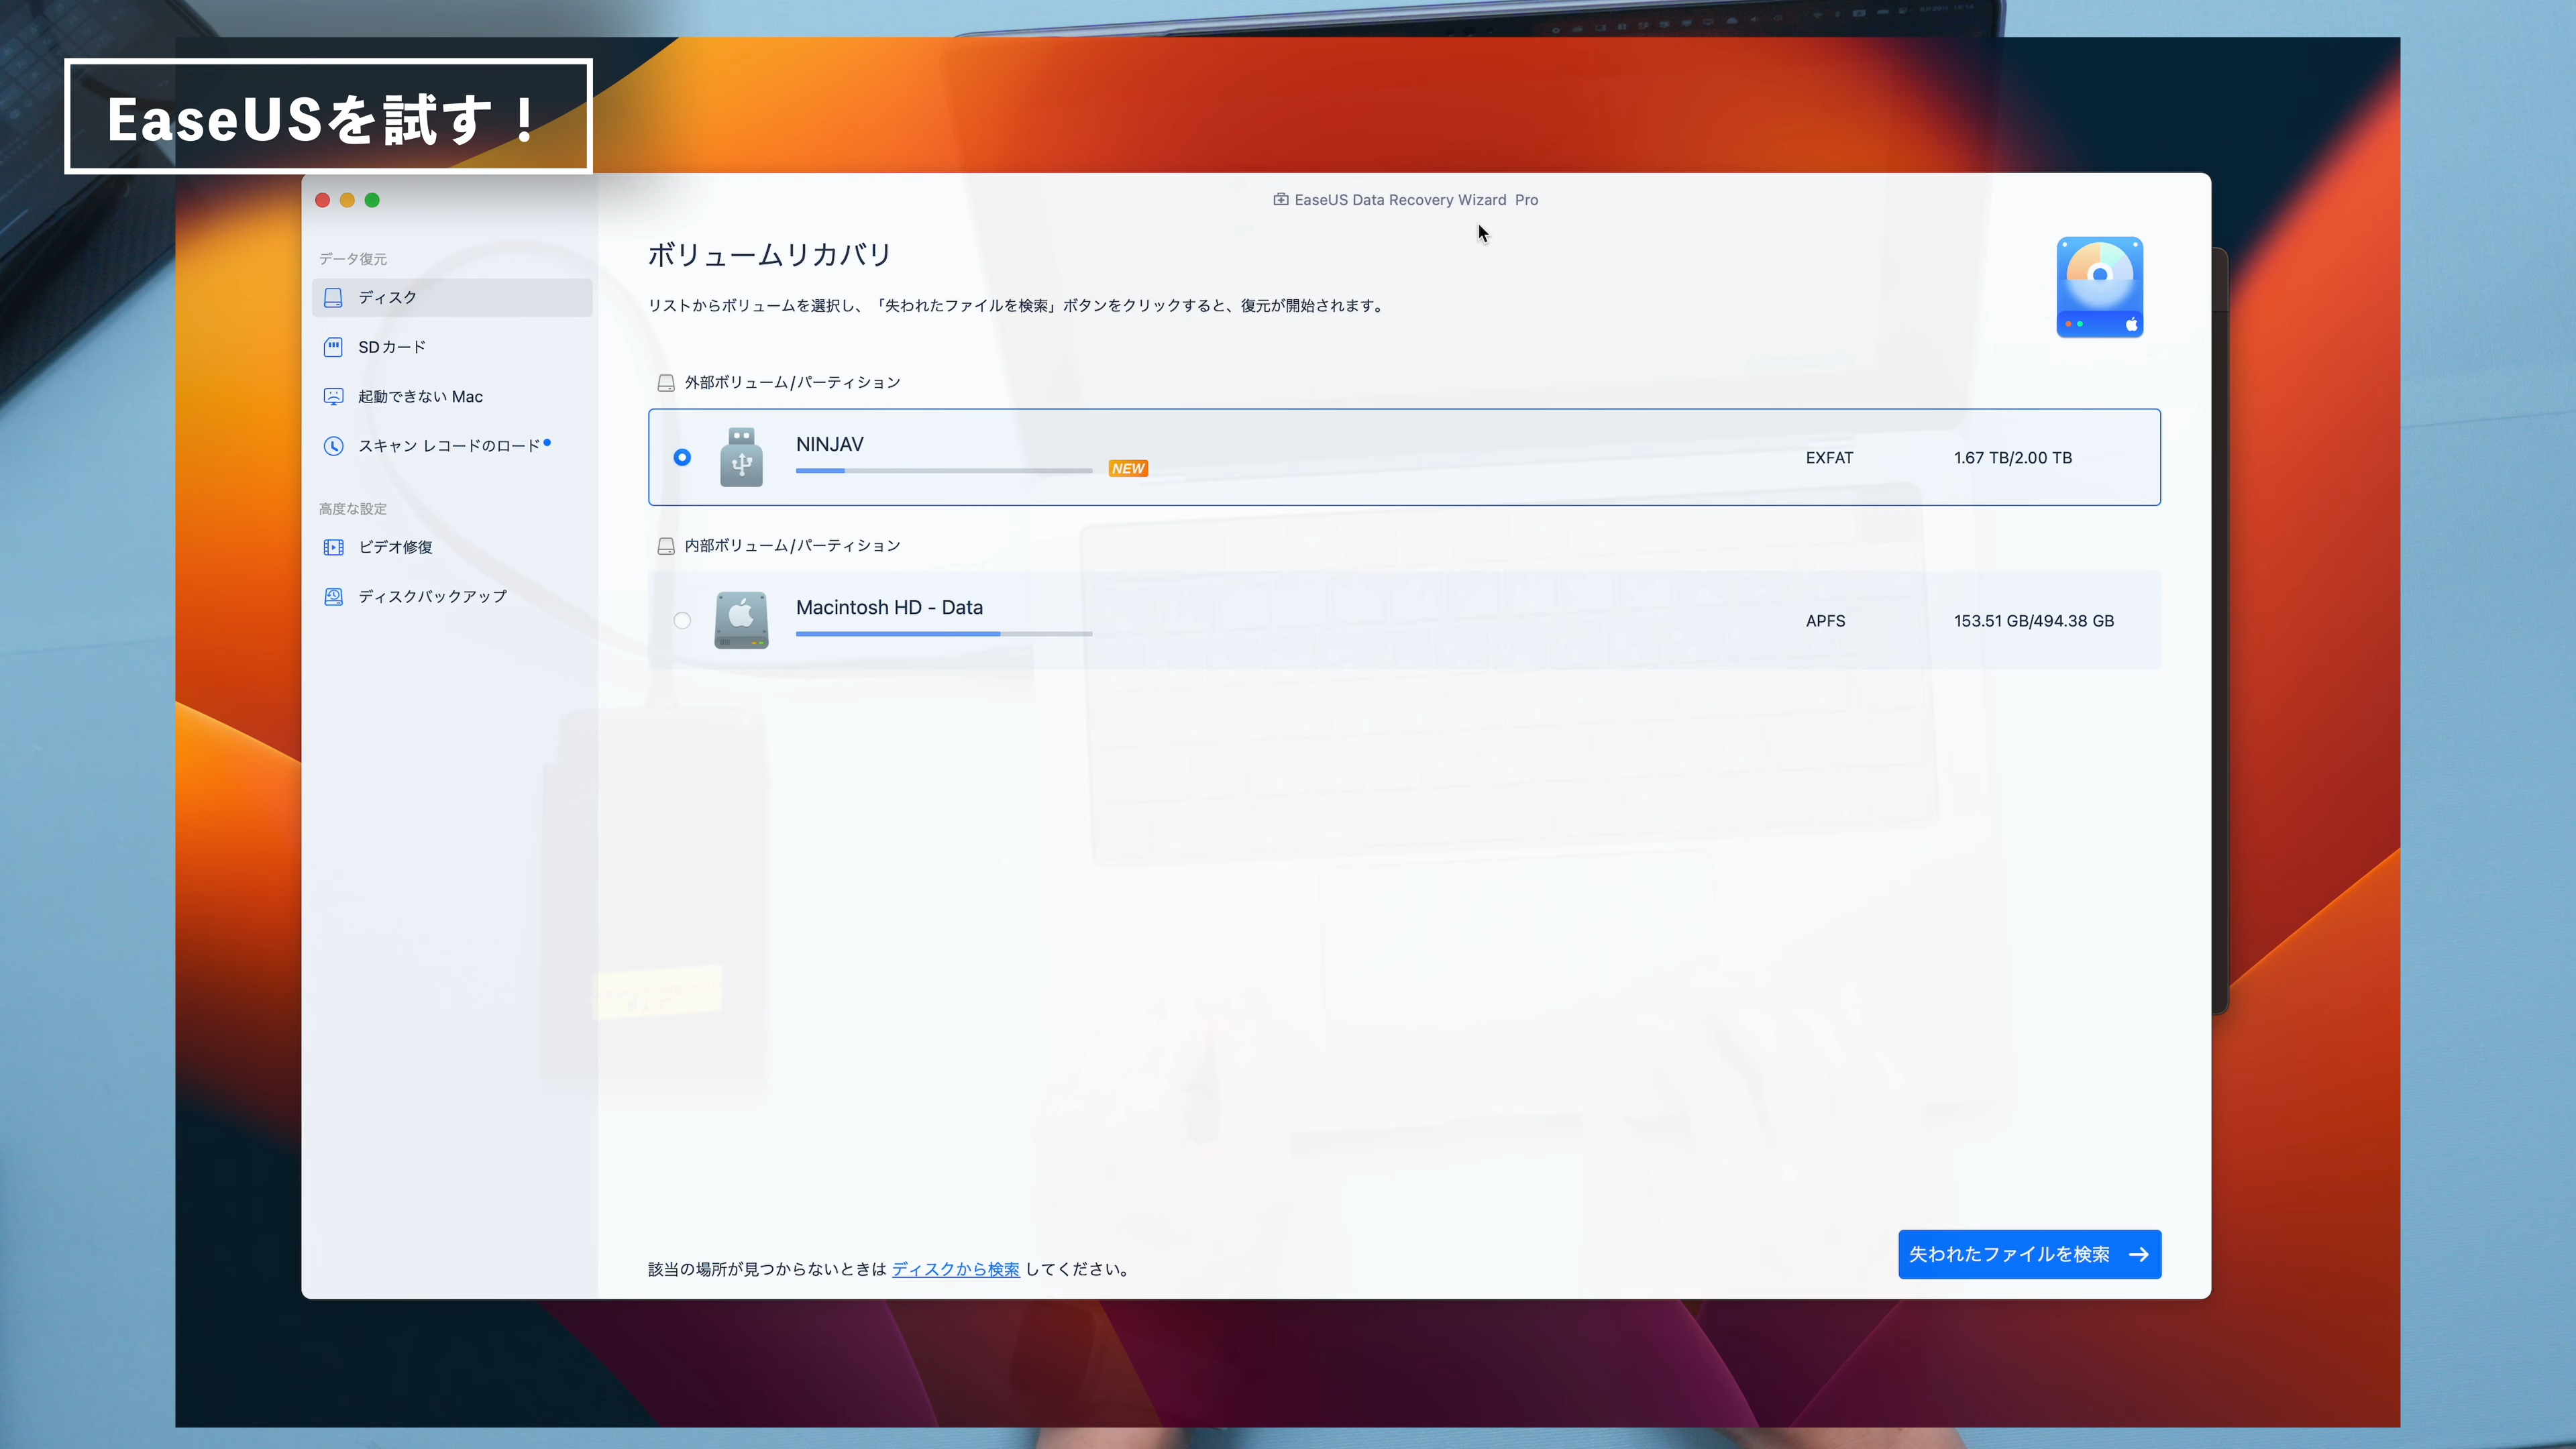 EaseUSを試す！
EaseUS Data Recovery Wizard Pro
データ復元
ディスク
SDカード
起動できない Mac
スキャン レコードのロード
高度な設定
ビデオ修復
ディスクバックアップ
ボリュームリカバリ
リストからボリュームを選択し、「失われたファイルを検索」ボタンをクリックすると、復元が開始されます。
外部ボリューム/パーティション
NINJAV
NEW
EXFAT
1.67 TB/2.00 TB
内部ボリューム/パーティション
Macintosh HD - Data
APFS
153.51 GB/494.38 GB
該当の場所が見つからないときは ディスクから検索 してください。
失われたファイルを検索